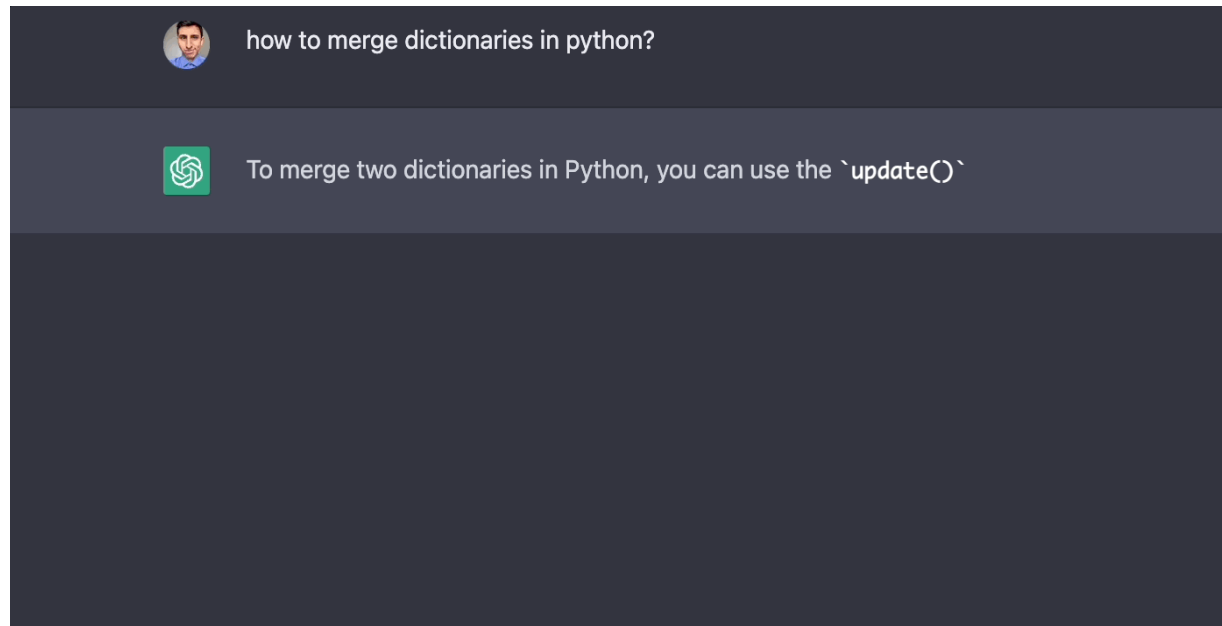 how to merge dictionaries in python?
To merge two dictionaries in Python, you can use the `update()`